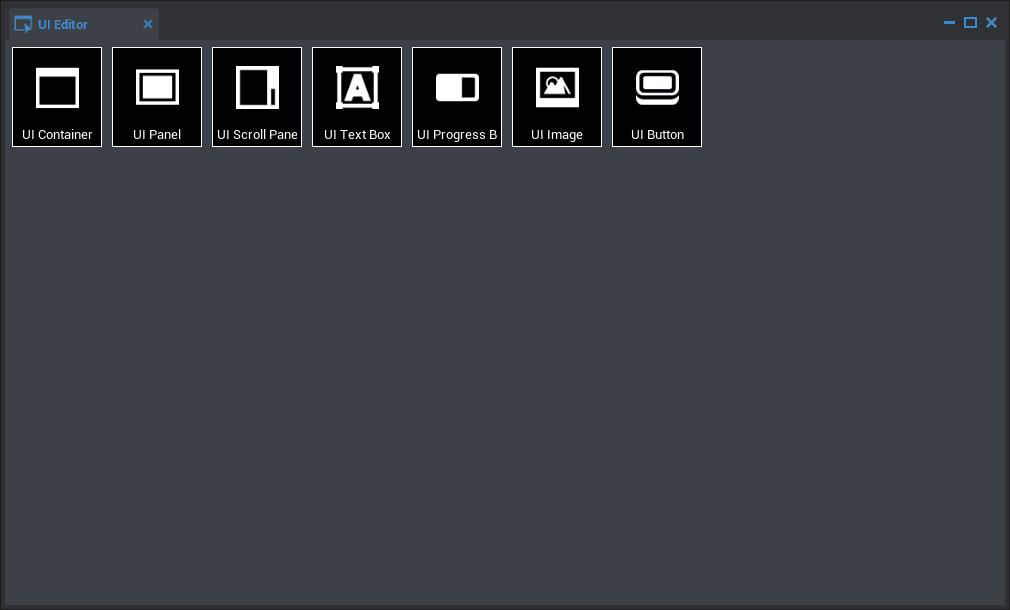 UI Editor
UI Container
UI Panel
UI Scroll Pane
UI Text Box
UI Progress B
UI Image
UI Button